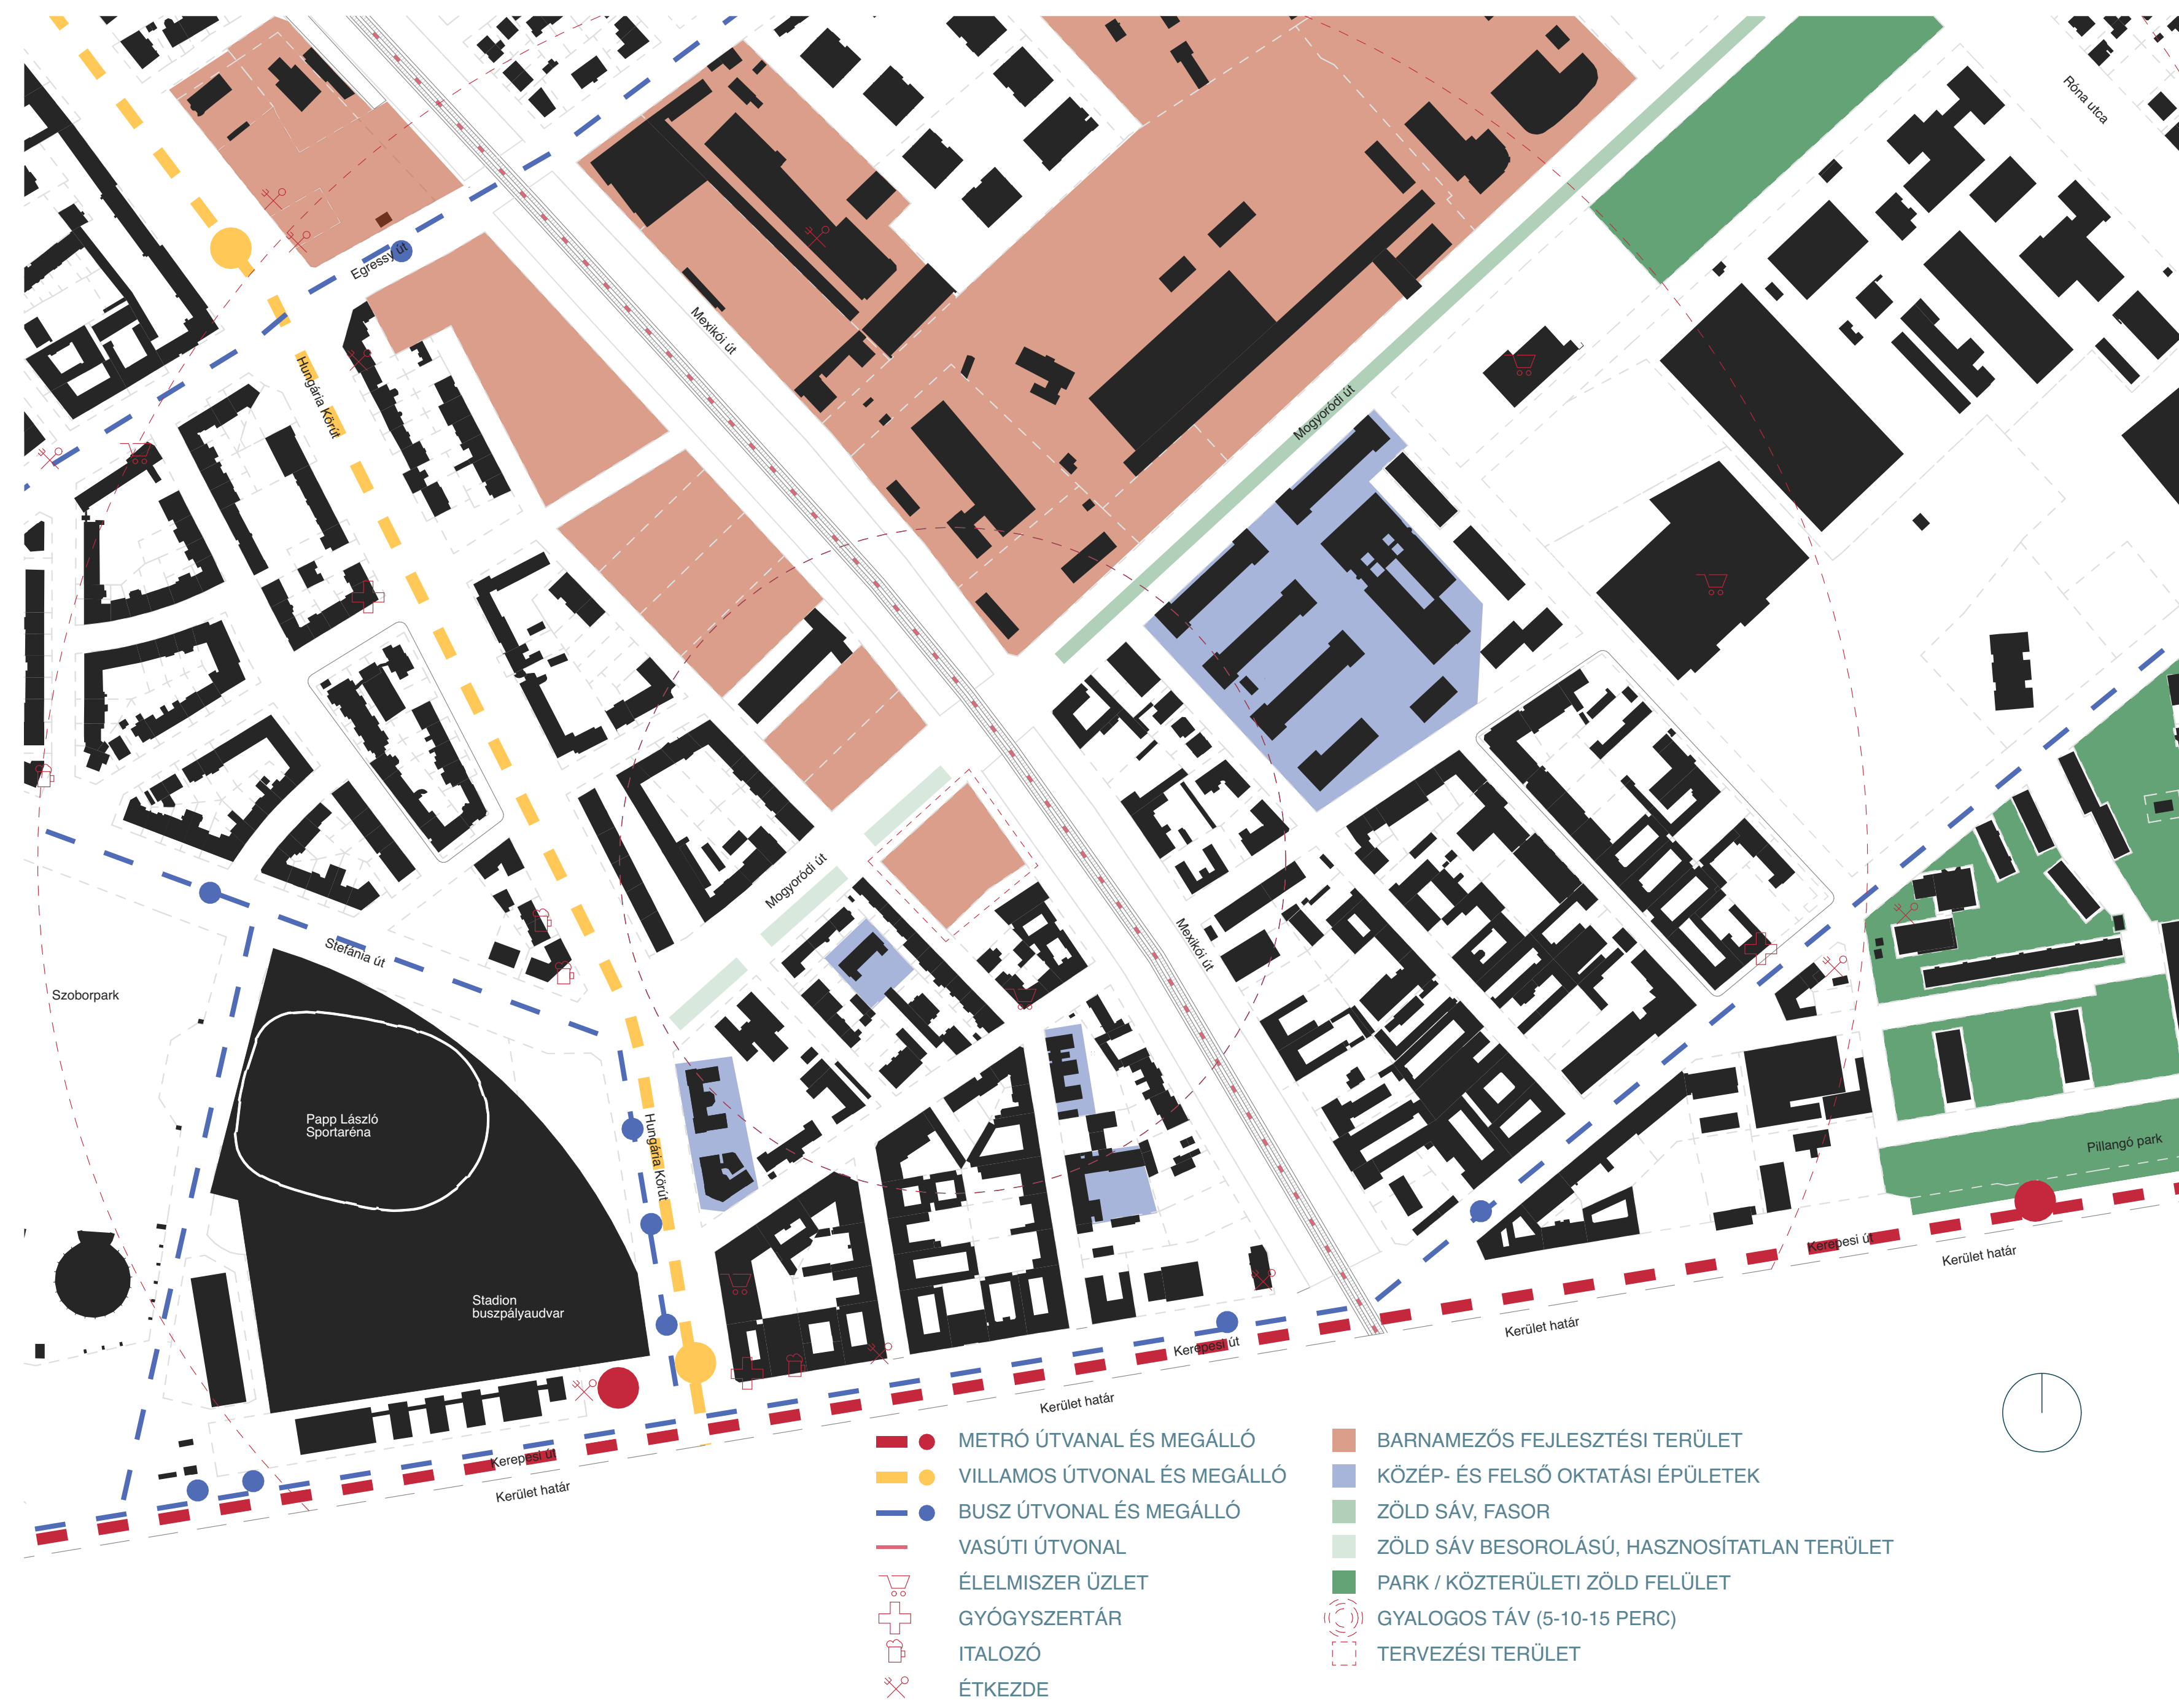 Róna utca
Egressy út
Mexikói út
Hungária Körút
Mogyoródi út
Mogyoródi út
Stefánia út
Mexikói út
Szoborpark
Papp László
Sportaréna
Hungária Körút
Pillangó park
Kerepesi út
Kerület határ
Stadion
buszpályaudvar
Kerület határ
Kerepesi út
Kerület határ
Kerepesi út
Kerület határ
METRÓ ÚTVANAL ÉS MEGÁLLÓ
VILLAMOS ÚTVONAL ÉS MEGÁLLÓ
BUSZ ÚTVONAL ÉS MEGÁLLÓ
VASÚTI ÚTVONAL
ÉLELMISZER ÜZLET
GYÓGYSZERTÁR
ITALOZÓ
ÉTKEZDE
BARNAMEZŐS FEJLESZTÉSI TERÜLET
KÖZÉP- ÉS FELSŐ OKTATÁSI ÉPÜLETEK
ZÖLD SÁV, FASOR
ZÖLD SÁV BESOROLÁSÚ, HASZNOSÍTATLAN TERÜLET
PARK / KÖZTERÜLETI ZÖLD FELÜLET
GYALOGOS TÁV (5-10-15 PERC)
TERVEZÉSI TERÜLET